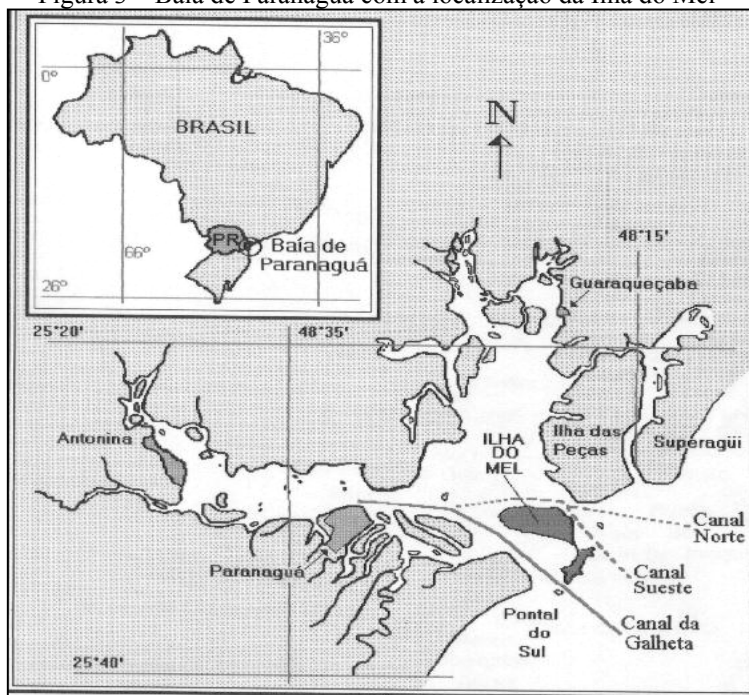 Figura 3 – Baía de Paranaguá com a localização da Ilha do Mel
36°
0°
BRASIL
N
PR
Baía de
Paranaguá
66°
26°
48°15'
Guaraqueçaba
25°20'
48°35'
Antonina
ILHA
DO
MEL
Ilha das
Peças
Superagüi
Canal
Norte
Paranaguá
Canal
Sueste
Pontal
do
Sul
Canal da
Galheta
25°40'